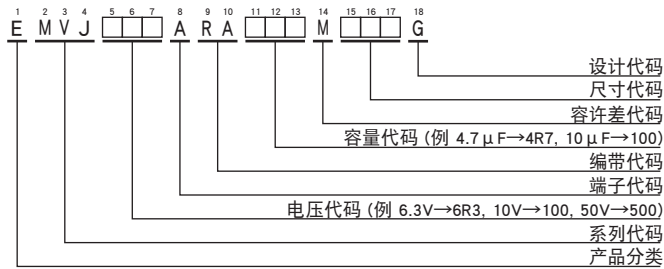 1 2 3 4 5 6 7 8 9 10 11 12 13 14 15 16 17 18
E MVJ □□□ A RA □□□ M □□□ G
设计代码
尺寸代码
容许差代码
容量代码 (例 4.7μF→4R7, 10μF→100)
编带代码
端子代码
电压代码 (例 6.3V→6R3, 10V→100, 50V→500)
系列代码
产品分类